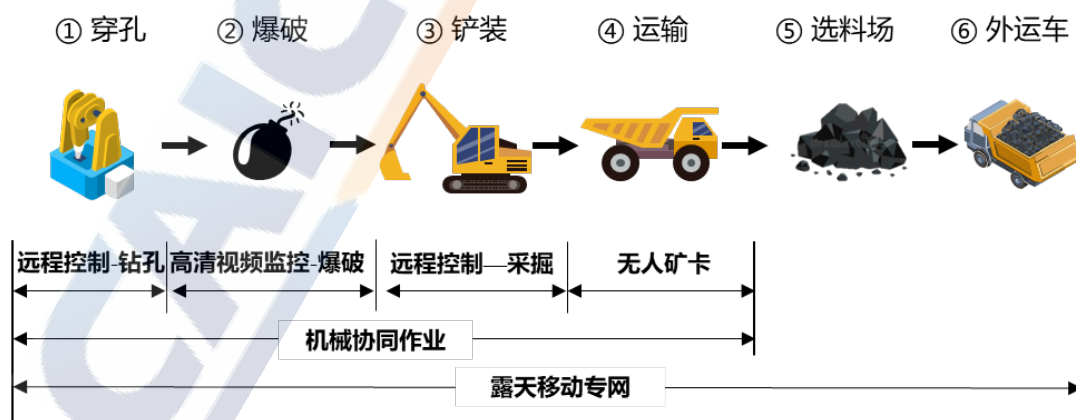 ① 穿孔 ② 爆破 ③ 铲装 ④ 运输 ⑤ 选料场 ⑥ 外运车
远程控制-钻孔 高清视频监控-爆破 远程控制—采掘 无人矿卡
机械协同作业
露天移动专网